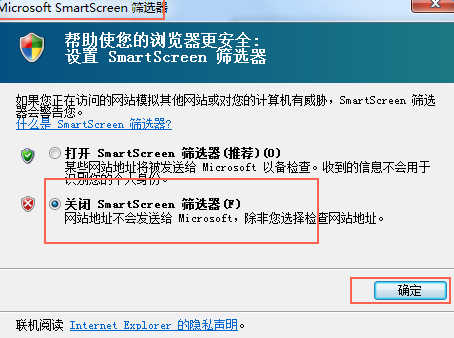 Microsoft SmartScreen 筛选器
帮助使您的浏览器更安全:
设置 SmartScreen 筛选器
如果您正在访问的网站模拟其他网站或对您的计算机有威胁，SmartScreen 筛选
器会警告您。
什么是 SmartScreen 筛选器?
打开 SmartScreen 筛选器(推荐)(O)
某些网站地址将被发送给 Microsoft 以备检查。收到的信息不会用于
识别您的个人身份。
关闭 SmartScreen 筛选器(F)
网站地址不会发送给 Microsoft，除非您选择检查网站地址。
确定
联机阅读 Internet Explorer 的隐私声明。